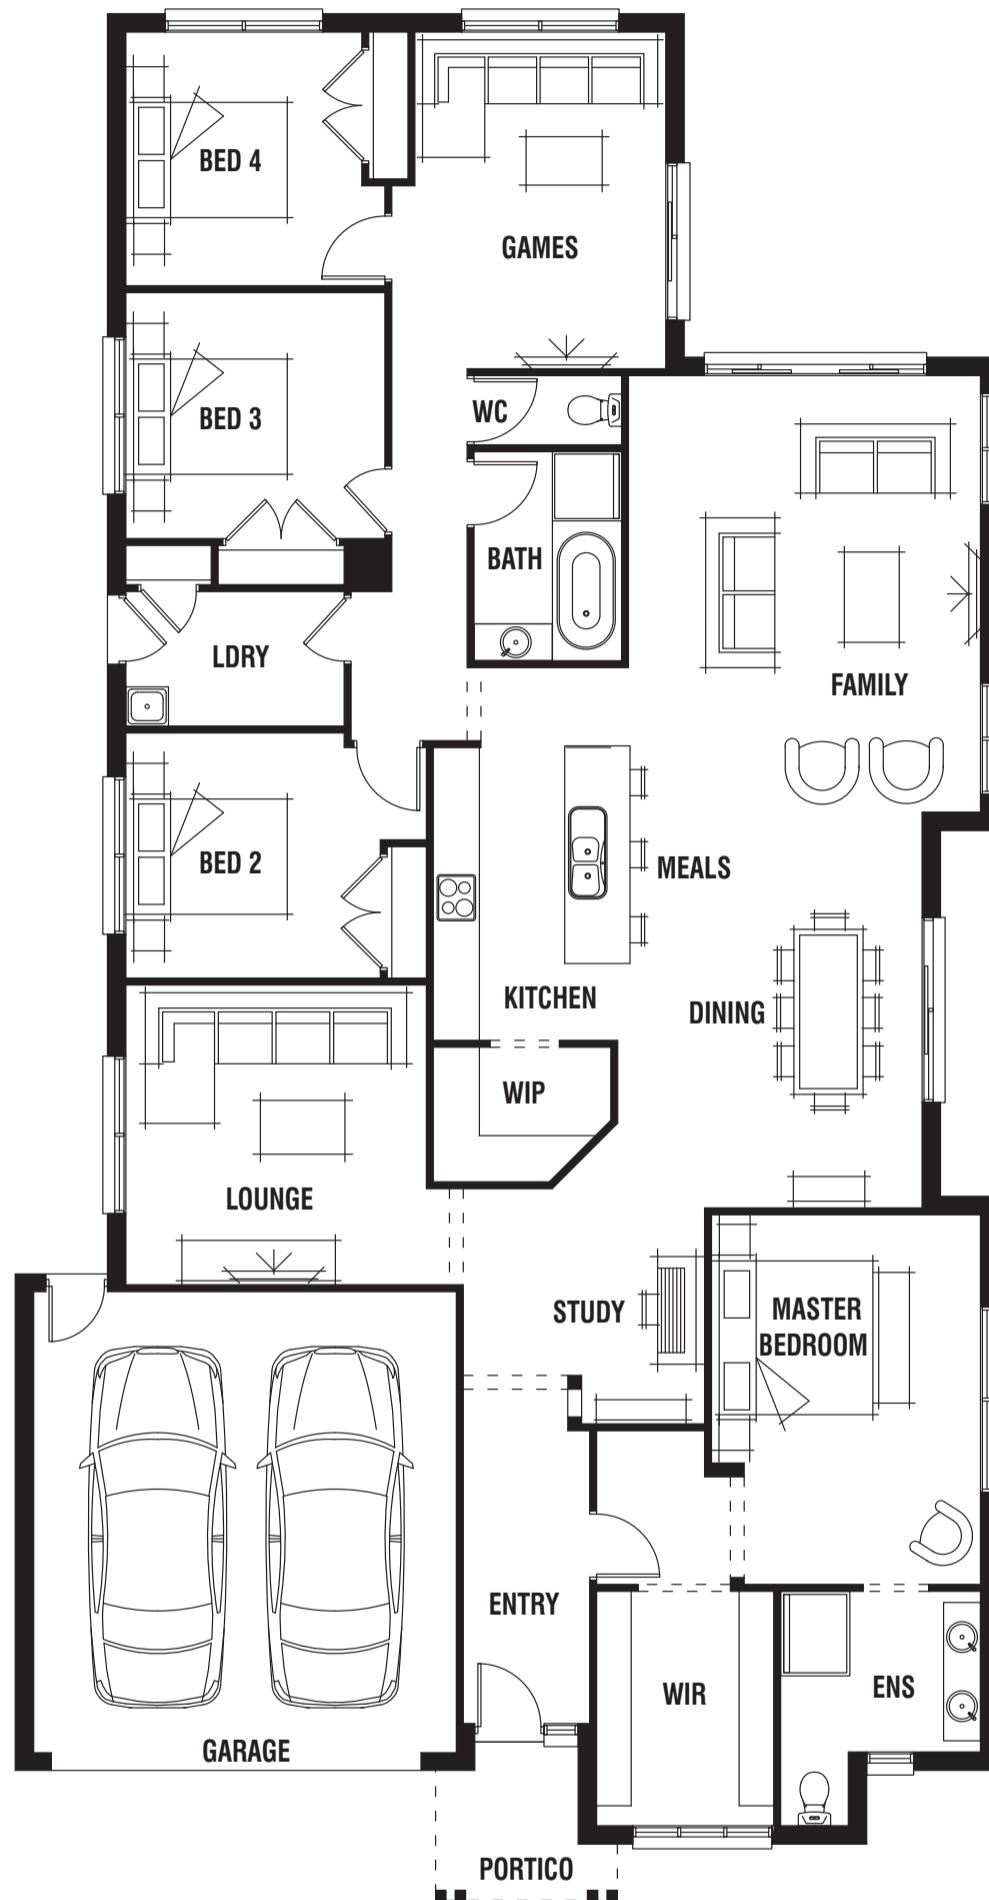 BED 4
GAMES
BED 3
WC
BATH
LDRY
FAMILY
BED 2
MEALS
KITCHEN
DINING
WIP
LOUNGE
STUDY
MASTER
BEDROOM
ENTRY
WIR
ENS
GARAGE
PORTICO